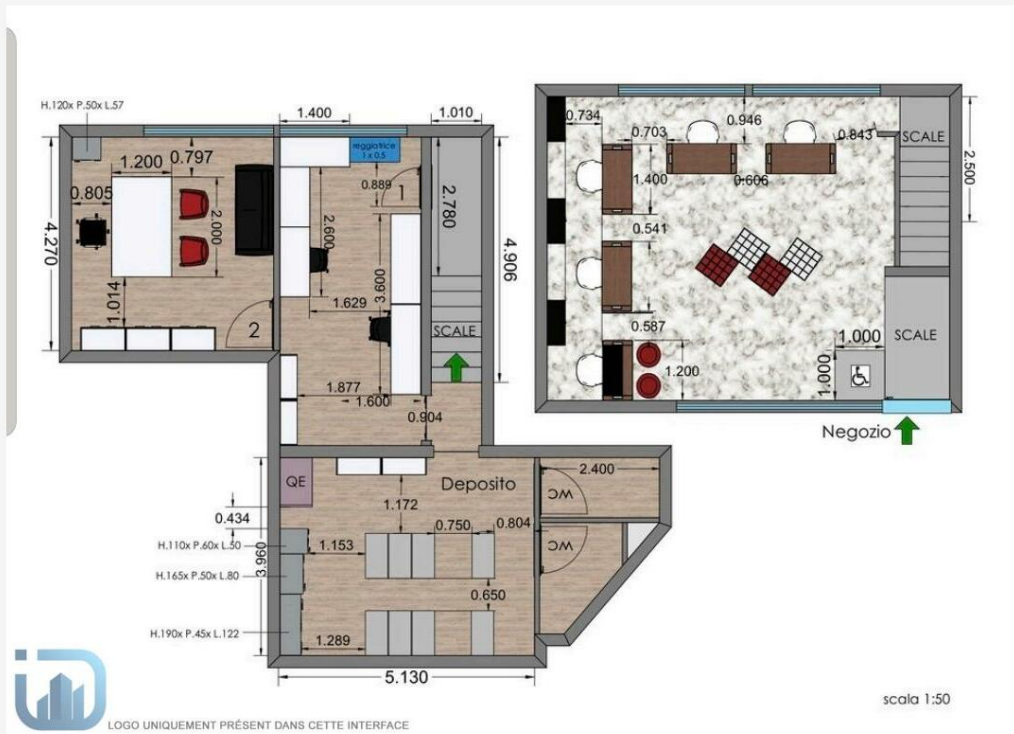 H.120x P.50x L.57
1.400
1.010
reggiatrice
1 x 0,5
1.200
0.797
0.805
2.000
4.270
1.014
2
0.889
1
2.600
3.600
1.629
2.780
4.906
SCALE
1.877
1.600
0.904
QE
Deposito
2.400
WC
WC
1.172
0.434
0.750
0.804
H.110x P.60x L.50
1.153
3.960
H.165x P.50x L.80
0.650
H.190x P.45x L.122
1.289
5.130
0.734
0.703
0.946
0.843
SCALE
2.500
1.400
0.606
0.541
0.587
1.200
1.000
1.000
SCALE
Negozio
scala 1:50
iD
LOGO UNIQUEMENT PRÉSENT DANS CETTE INTERFACE